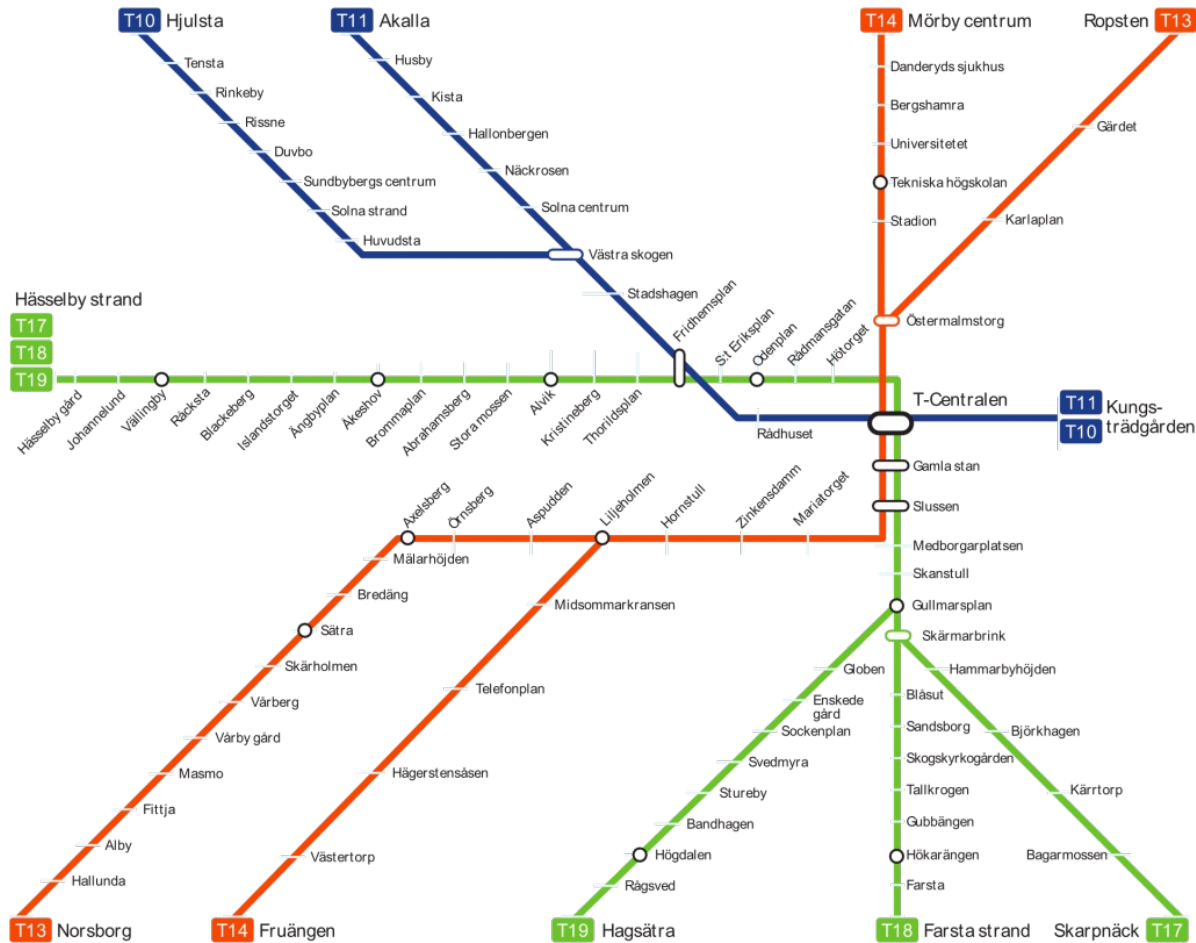 T10 Hjulsta
Tensta
Rinkeby
Rissne
Duvbo
Sundbybergs centrum
Solna strand
Huvudsta
T11 Akalla
Husby
Kista
Hallonbergen
Näckrosen
Solna centrum
Västra skogen
Stadshagen
Fridhemsplan
T14 Mörby centrum
Danderyds sjukhus
Bergshamra
Universitetet
Tekniska högskolan
Stadion
Ropsten T13
Gärdet
Karlaplan
Östermalmstorg
Hässelby strand
T17
T18
T19
Hässelby gård
Johannelund
Vällingby
Råcksta
Blackeberg
Islandstorget
Ängbyplan
Åkeshov
Brommaplan
Abrahamsberg
Stora mossen
Alvik
Kristineberg
Thorildsplan
S:t Eriksplan
Odenplan
Rådmansgatan
Hötorget
Rådhuset
T-Centralen
T11
T10
Kungs-
trädgården
Gamla stan
Slussen
Axelsberg
Örnsberg
Aspudden
Liljeholmen
Hornstull
Zinkensdamm
Mariatorget
Mälarhöjden
Bredäng
Sätra
Skärholmen
Vårberg
Vårby gård
Masmo
Fittja
Alby
Hallunda
T13 Norsborg
Midsommarkransen
Telefonplan
Hägerstensåsen
Västertorp
T14 Fruängen
Medborgarplatsen
Skanstull
Gullmarsplan
Skärmarbrink
Globen
Enskede
gård
Sockenplan
Svedmyra
Stureby
Bandhagen
Högdalen
Rågsved
T19 Hagsätra
Blåsut
Sandsborg
Skogskyrkogården
Tallkrogen
Gubbängen
Hökarängen
Farsta
T18 Farsta strand
Hammarbyhöjden
Björkhagen
Kärrtorp
Bagarmossen
Skarpnäck T17